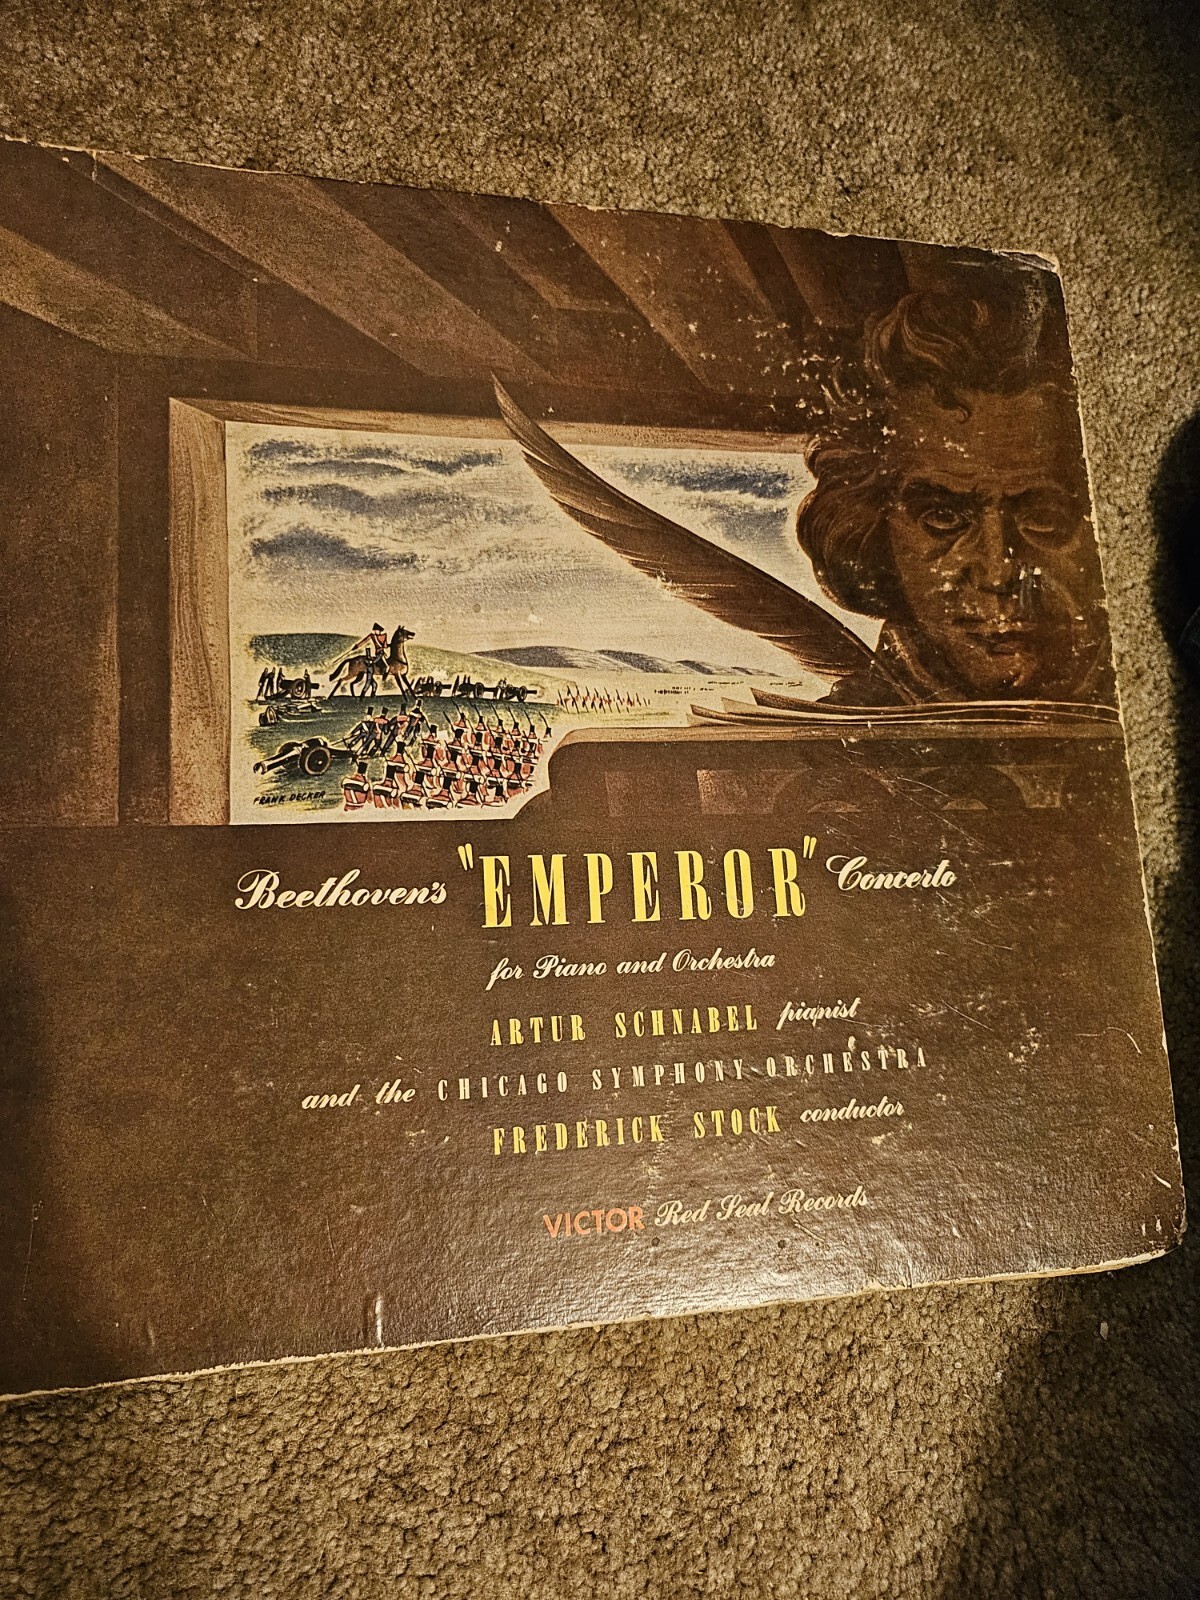 FRANK DECKER
Beethoven's "EMPEROR" Concerto
for Piano and Orchestra
ARTUR SCHNABEL pianist
and the CHICAGO SYMPHONY ORCHESTRA
FREDERICK STOCK conductor
VICTOR Red Seal Records